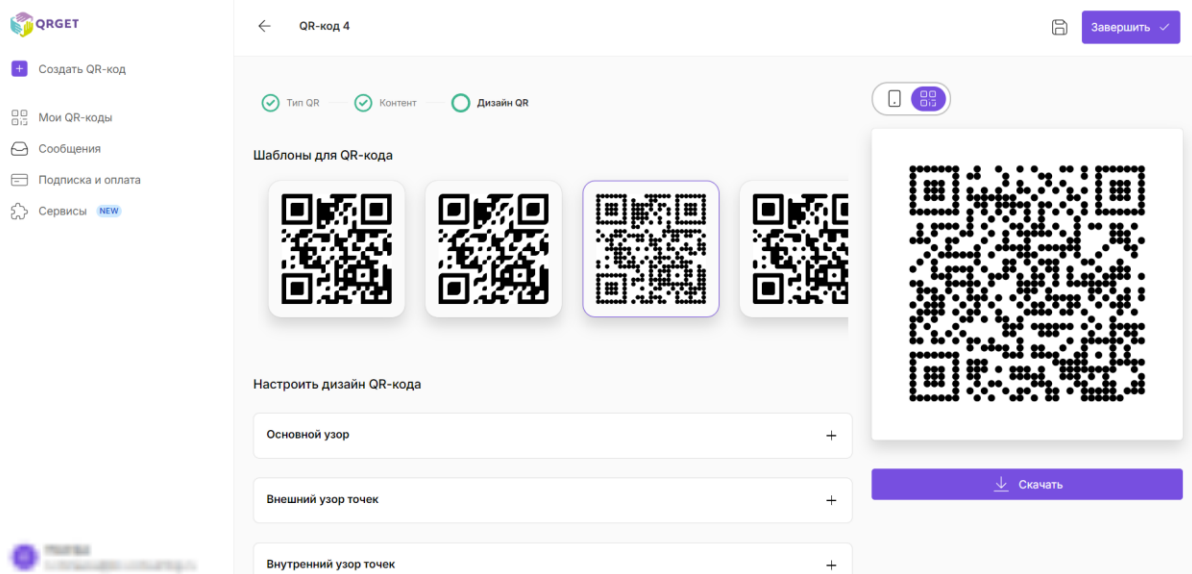 QRGET
Создать QR-код
Мои QR-коды
Сообщения
Подписка и оплата
Сервисы NEW
QR-код 4
Завершить
Тип QR
Контент
Дизайн QR
Шаблоны для QR-кода
Настроить дизайн QR-кода
Основной узор
Внешний узор точек
Внутренний узор точек
Скачать